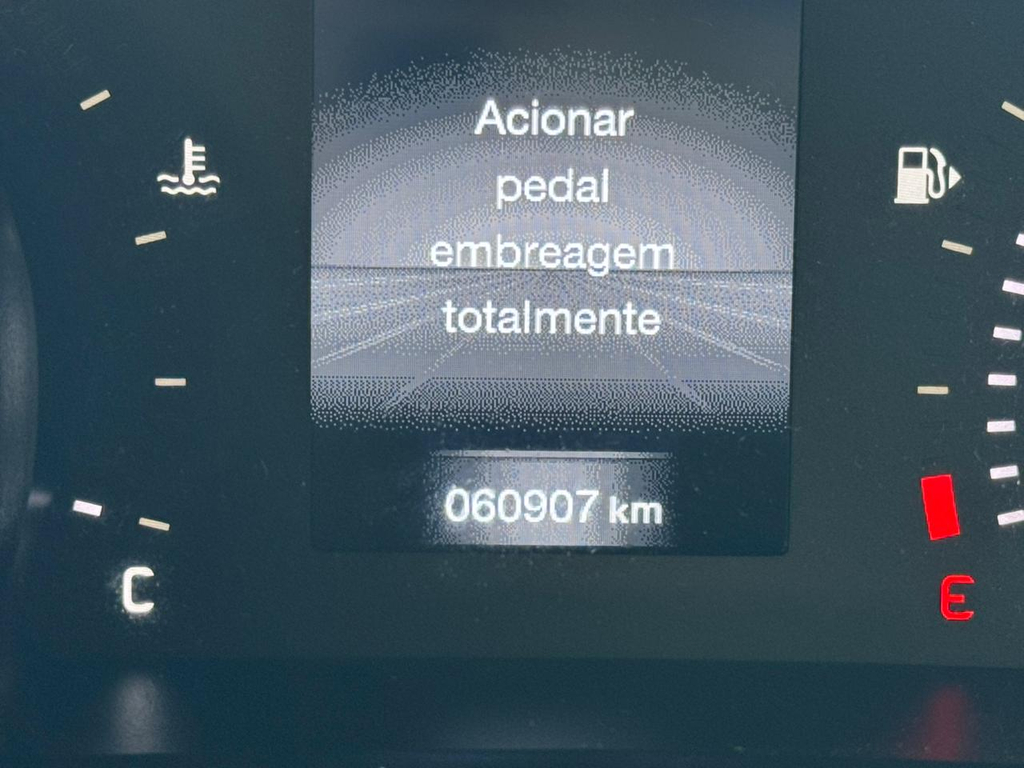 Acionar
pedal
embreagem
totalmente
060907 km
C
E